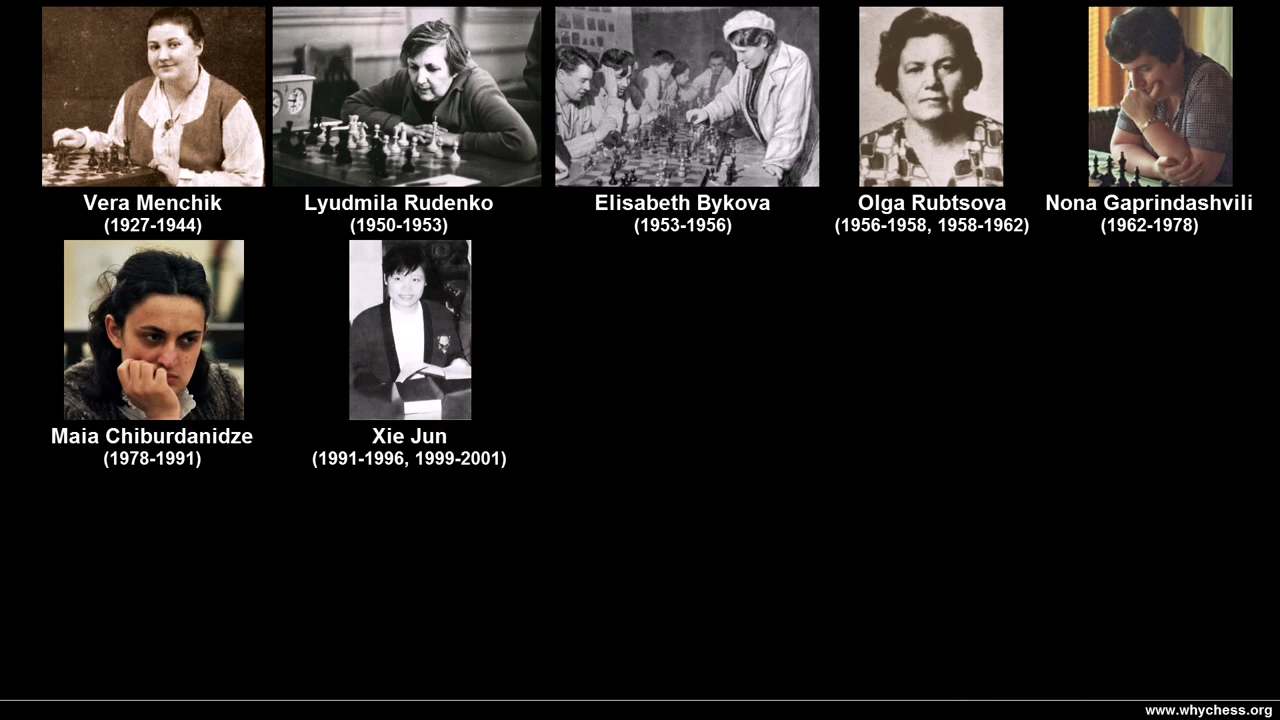 Vera Menchik
(1927-1944)
Lyudmila Rudenko
(1950-1953)
Elisabeth Bykova
(1953-1956)
Olga Rubtsova
(1956-1958, 1958-1962)
Nona Gaprindashvili
(1962-1978)
Maia Chiburdanidze
(1978-1991)
Xie Jun
(1991-1996, 1999-2001)
www.whychess.org